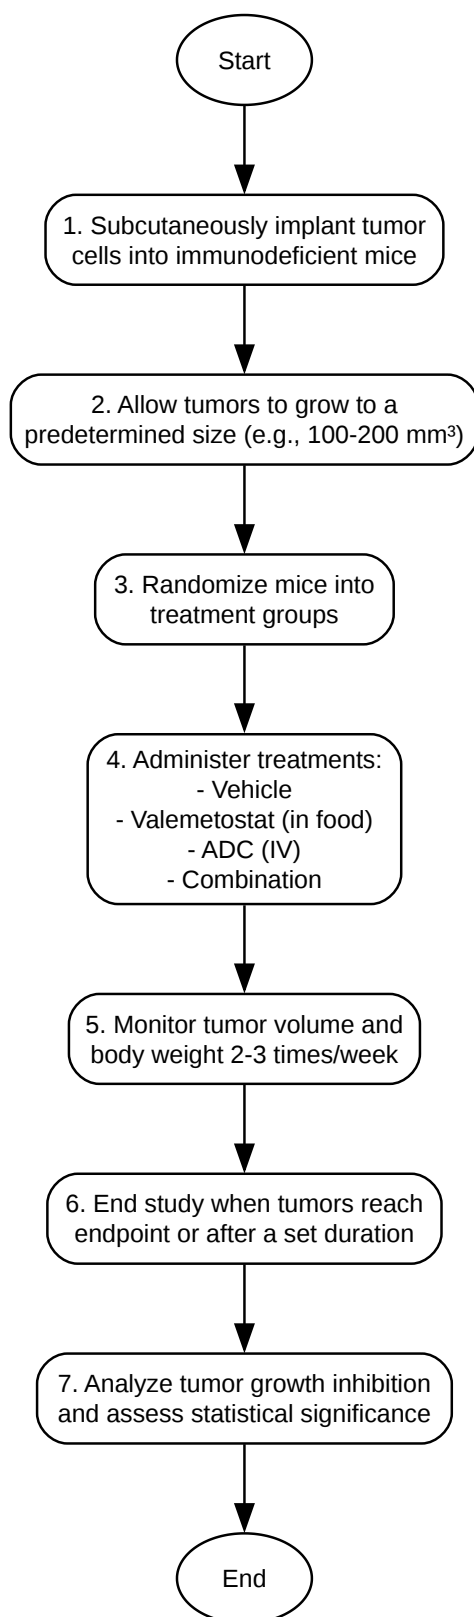 Start
1. Subcutaneously implant tumor
cells into immunodeficient mice
2. Allow tumors to grow to a
predetermined size (e.g., 100-200 mm³)
3. Randomize mice into
treatment groups
4. Administer treatments:
- Vehicle
- Valemetostat (in food)
- ADC (IV)
- Combination
5. Monitor tumor volume and
body weight 2-3 times/week
6. End study when tumors reach
endpoint or after a set duration
7. Analyze tumor growth inhibition
and assess statistical significance
End